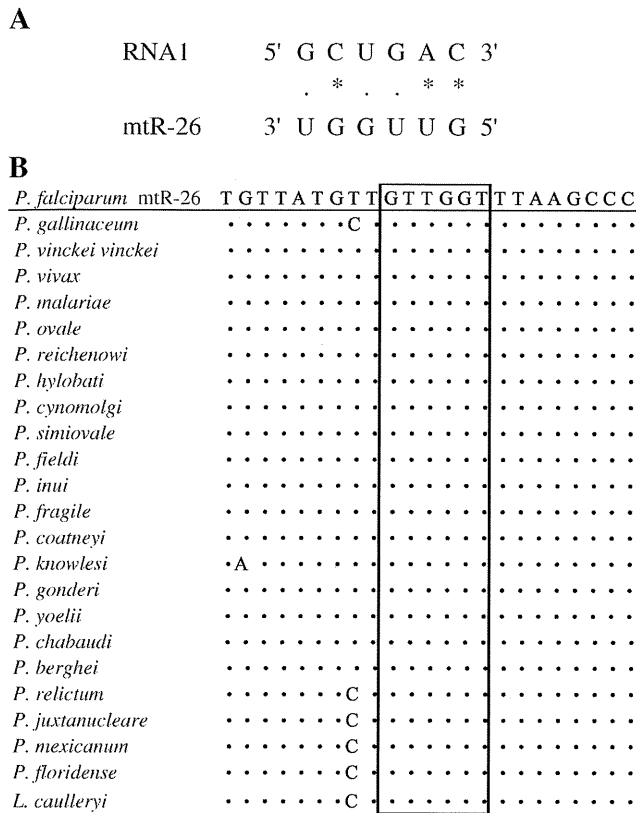 A
RNA1 5' G C U G A C 3'
. * . . * *
mtR-26 3' U G G U U G 5'
B
P. falciparum mtR-26 T G T T A T G T T G T T G G T T T A A G C C C
P. gallinaceum . . . . . . . C . . . . . . . . . . . . . . .
P. vinckei vinckei . . . . . . . . . . . . . . . . . . . . . . .
P. vivax . . . . . . . . . . . . . . . . . . . . . . .
P. malariae . . . . . . . . . . . . . . . . . . . . . . .
P. ovale . . . . . . . . . . . . . . . . . . . . . . .
P. reichenowi . . . . . . . . . . . . . . . . . . . . . . .
P. hylobati . . . . . . . . . . . . . . . . . . . . . . .
P. cynomolgi . . . . . . . . . . . . . . . . . . . . . . .
P. simiovale . . . . . . . . . . . . . . . . . . . . . . .
P. fieldi . . . . . . . . . . . . . . . . . . . . . . .
P. inui . . . . . . . . . . . . . . . . . . . . . . .
P. fragile . . . . . . . . . . . . . . . . . . . . . . .
P. coatneyi . . . . . . . . . . . . . . . . . . . . . . .
P. knowlesi . A . . . . . . . . . . . . . . . . . . . . .
P. gonderi . . . . . . . . . . . . . . . . . . . . . . .
P. yoelii . . . . . . . . . . . . . . . . . . . . . . .
P. chabaudi . . . . . . . . . . . . . . . . . . . . . . .
P. berghei . . . . . . . . . . . . . . . . . . . . . . .
P. relictum . . . . . . . C . . . . . . . . . . . . . . .
P. juxtanucleare . . . . . . . C . . . . . . . . . . . . . . .
P. mexicanum . . . . . . . C . . . . . . . . . . . . . . .
P. floridense . . . . . . . C . . . . . . . . . . . . . . .
L. caulleryi . . . . . . . C . . . . . . . . . . . . . . .